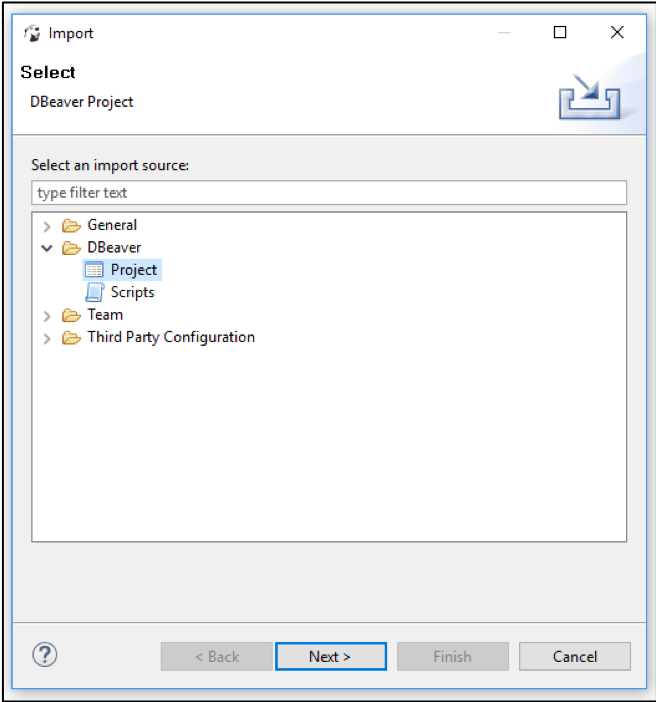 Import
Select
DBeaver Project
Select an import source:
type filter text
General
DBeaver
Project
Scripts
Team
Third Party Configuration
?
< Back Next > Finish Cancel